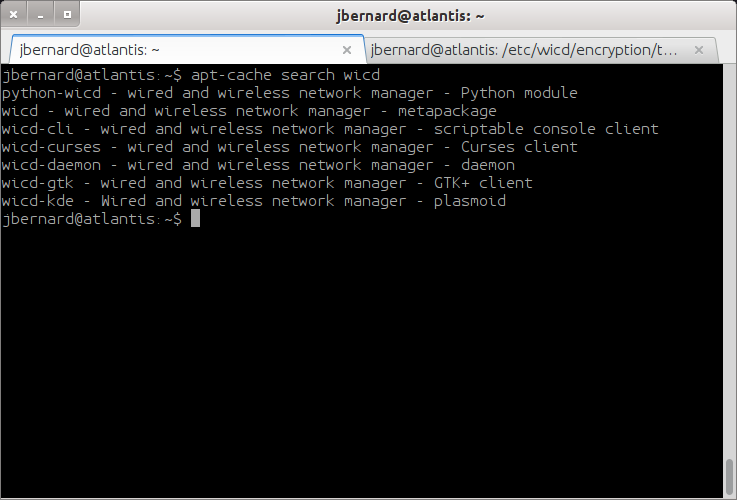 jbernard@atlantis: ~
jbernard@atlantis: ~
jbernard@atlantis: /etc/wicd/encryption/t...
jbernard@atlantis:~$ apt-cache search wicd
python-wicd - wired and wireless network manager - Python module
wicd - wired and wireless network manager - metapackage
wicd-cli - wired and wireless network manager - scriptable console client
wicd-curses - wired and wireless network manager - Curses client
wicd-daemon - wired and wireless network manager - daemon
wicd-gtk - wired and wireless network manager - GTK+ client
wicd-kde - Wired and wireless network manager - plasmoid
jbernard@atlantis:~$